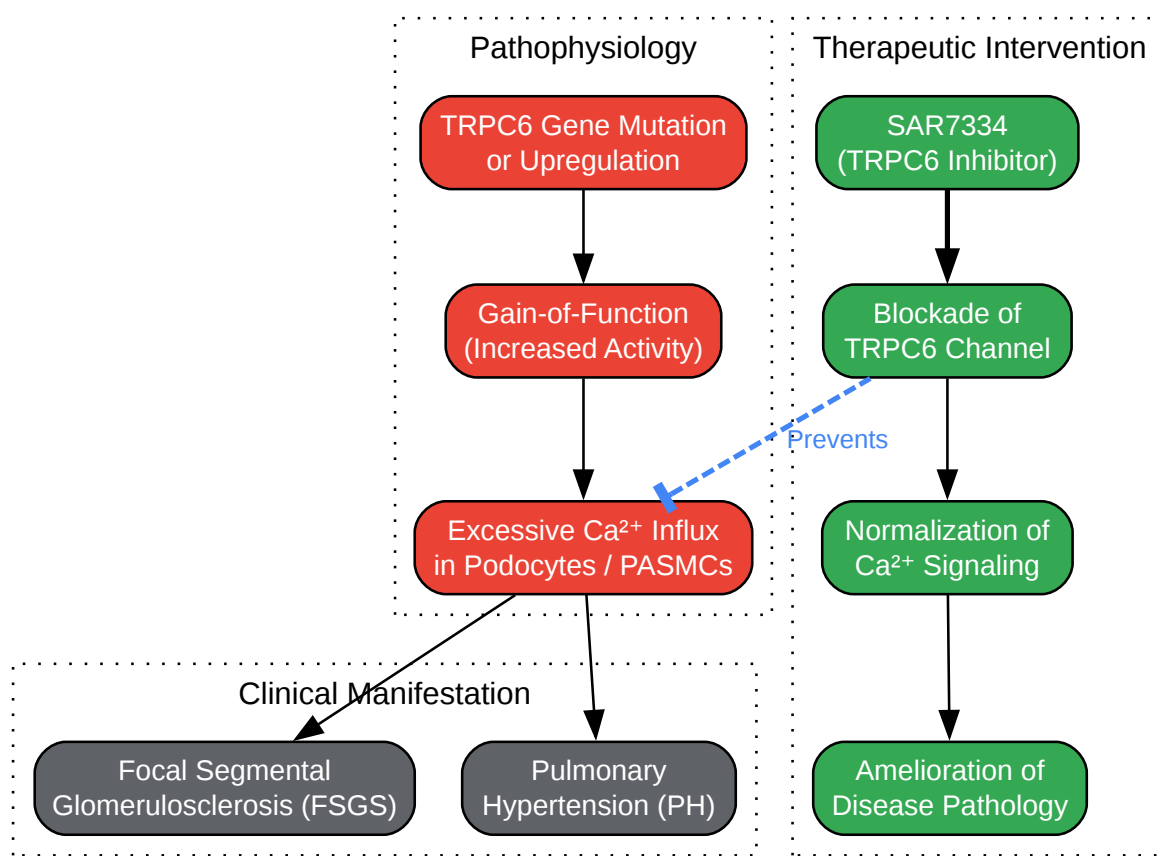 Pathophysiology
TRPC6 Gene Mutation
or Upregulation
Gain-of-Function
(Increased Activity)
Excessive Ca²⁺ Influx
in Podocytes / PASMCs
Therapeutic Intervention
SAR7334
(TRPC6 Inhibitor)
Blockade of
TRPC6 Channel
Prevents
Normalization of
Ca²⁺ Signaling
Amelioration of
Disease Pathology
Clinical Manifestation
Focal Segmental
Glomerulosclerosis (FSGS)
Pulmonary
Hypertension (PH)